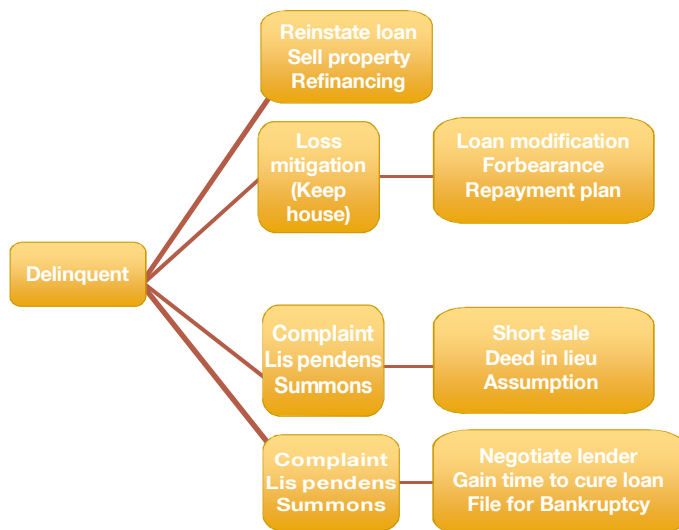 Reinstate loan
Sell property
Refinancing
Loss
mitigation
(Keep
house)
Loan modification
Forbearance
Repayment plan
Delinquent
Complaint
Lis pendens
Summons
Short sale
Deed in lieu
Assumption
Complaint
Lis pendens
Summons
Negotiate lender
Gain time to cure loan
File for Bankruptcy